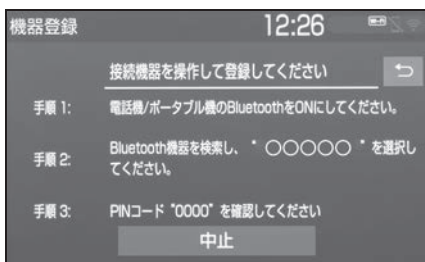 機器登録 12:26
接続機器を操作して登録してください
手順 1: 電話機/ポータブル機のBluetoothをONにしてください。
手順 2: Bluetooth機器を検索し、"○○○○○"を選択し
てください。
手順 3: PINコード"0000"を確認してください
中止